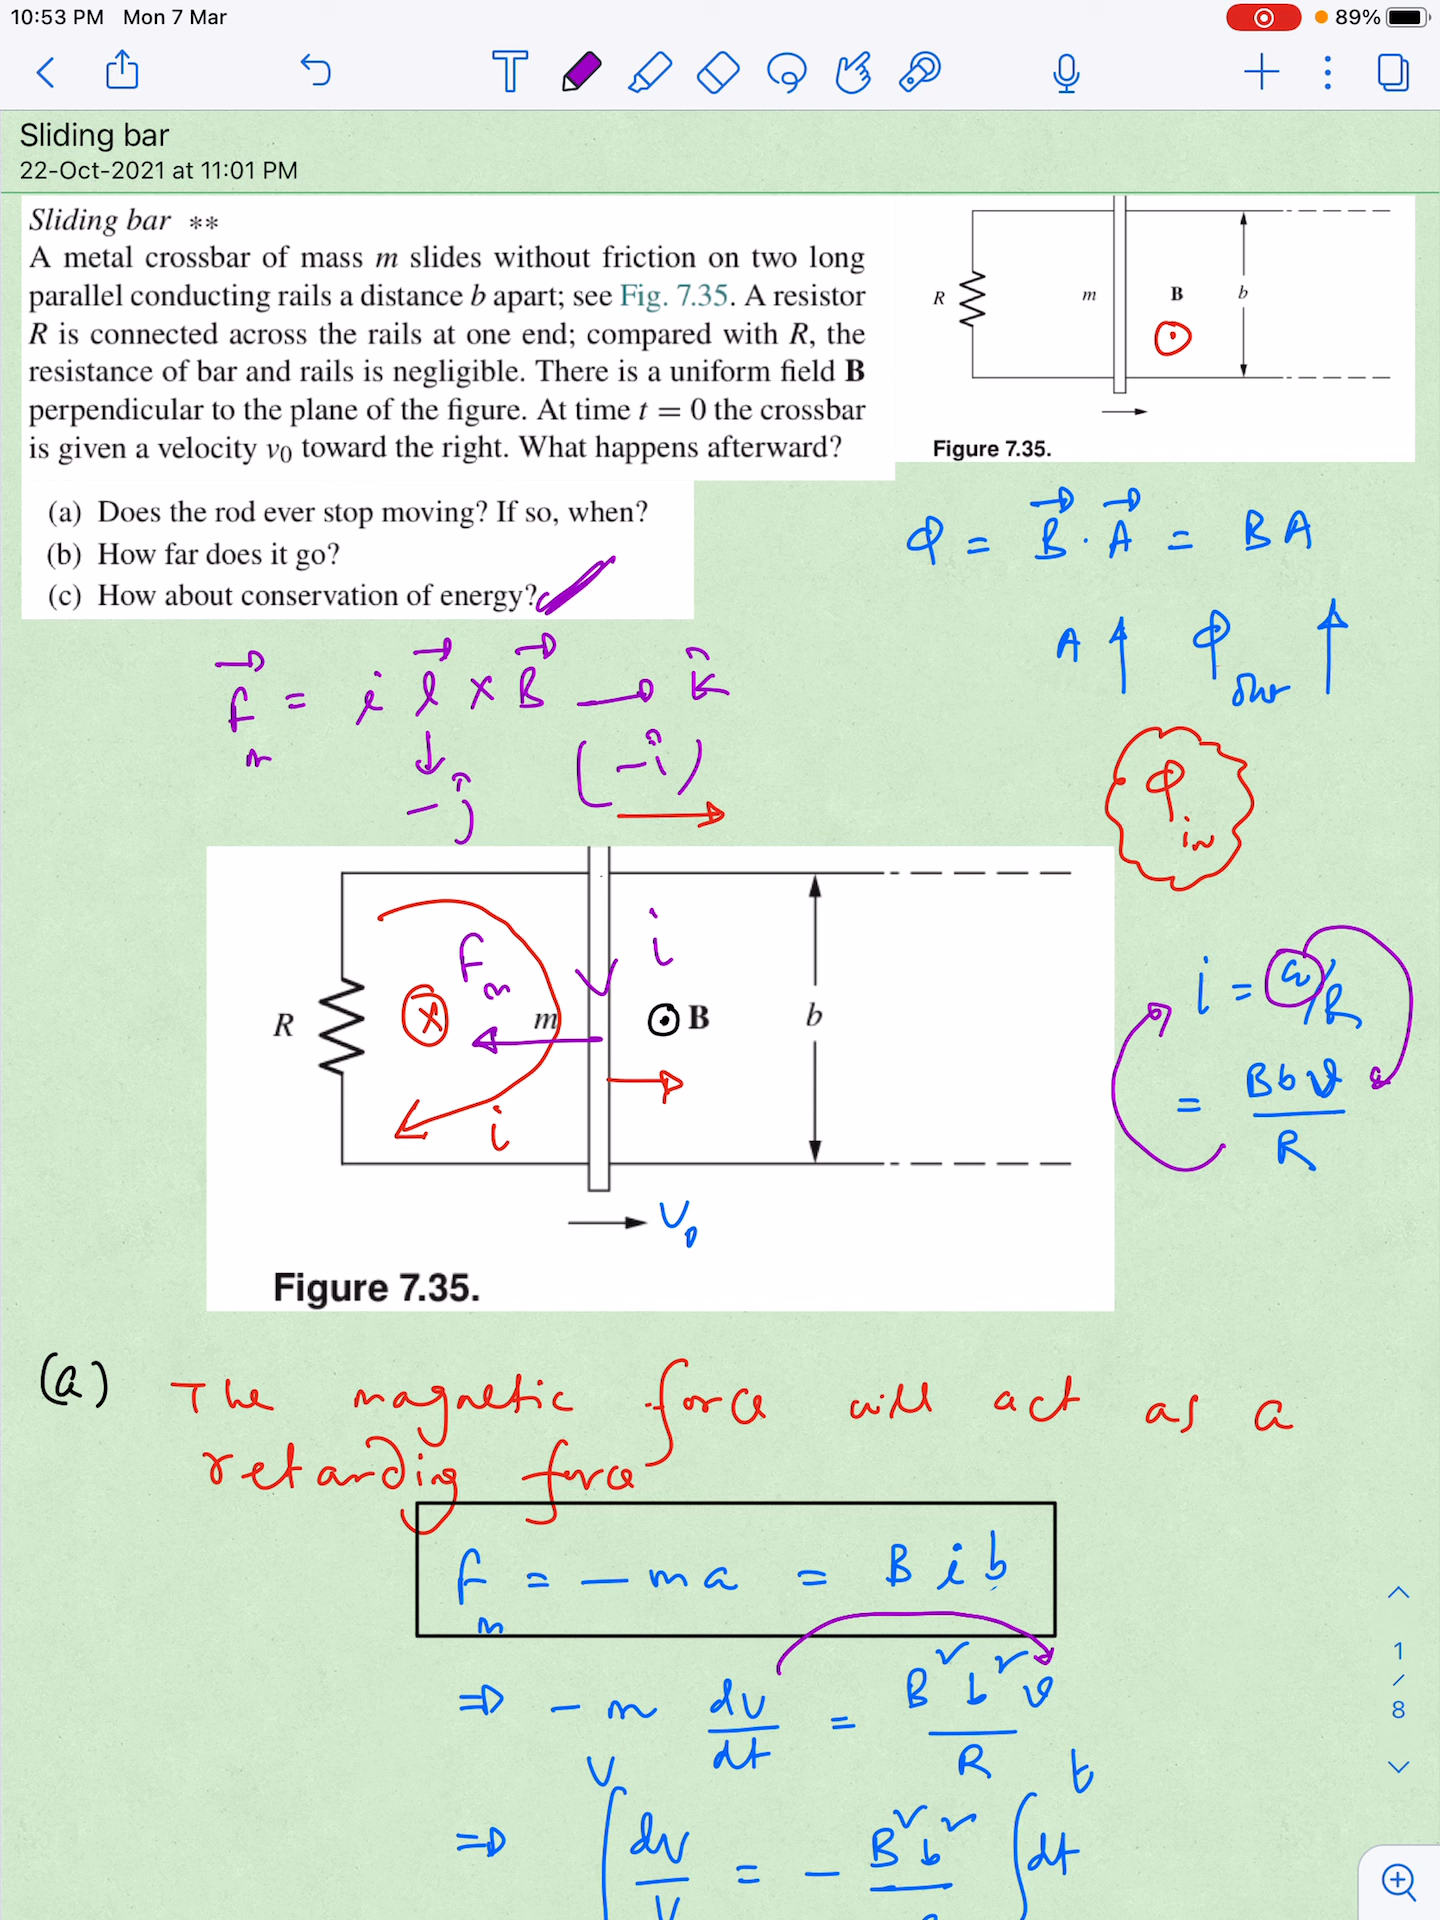 10:53 PM Mon 7 Mar
89%
Sliding bar
22-Oct-2021 at 11:01 PM
Sliding bar **
A metal crossbar of mass m slides without friction on two long
parallel conducting rails a distance b apart; see Fig. 7.35. A resistor
R is connected across the rails at one end; compared with R, the
resistance of bar and rails is negligible. There is a uniform field B
perpendicular to the plane of the figure. At time t = 0 the crossbar
is given a velocity v₀ toward the right. What happens afterward?
R m B b
Figure 7.35.
(a) Does the rod ever stop moving? If so, when?
(b) How far does it go?
(c) How about conservation of energy?
Φ = B⃗ · A⃗ = BA
A ↑ Φ out ↑
F⃗m = i l⃗ × B⃗ → k̂
↓ -ĵ (-î)
Φ in
R Fm m i B b
i
V₀
Figure 7.35.
i = /R
= Bbv/R
(a) The magnetic force will act as a
retarding force
Fm = -ma = Bib
⇒ -m dv/dt = B²b²v/R
V t
⇒ ∫ dv/v = - B²b² ∫ dt
1
/
8